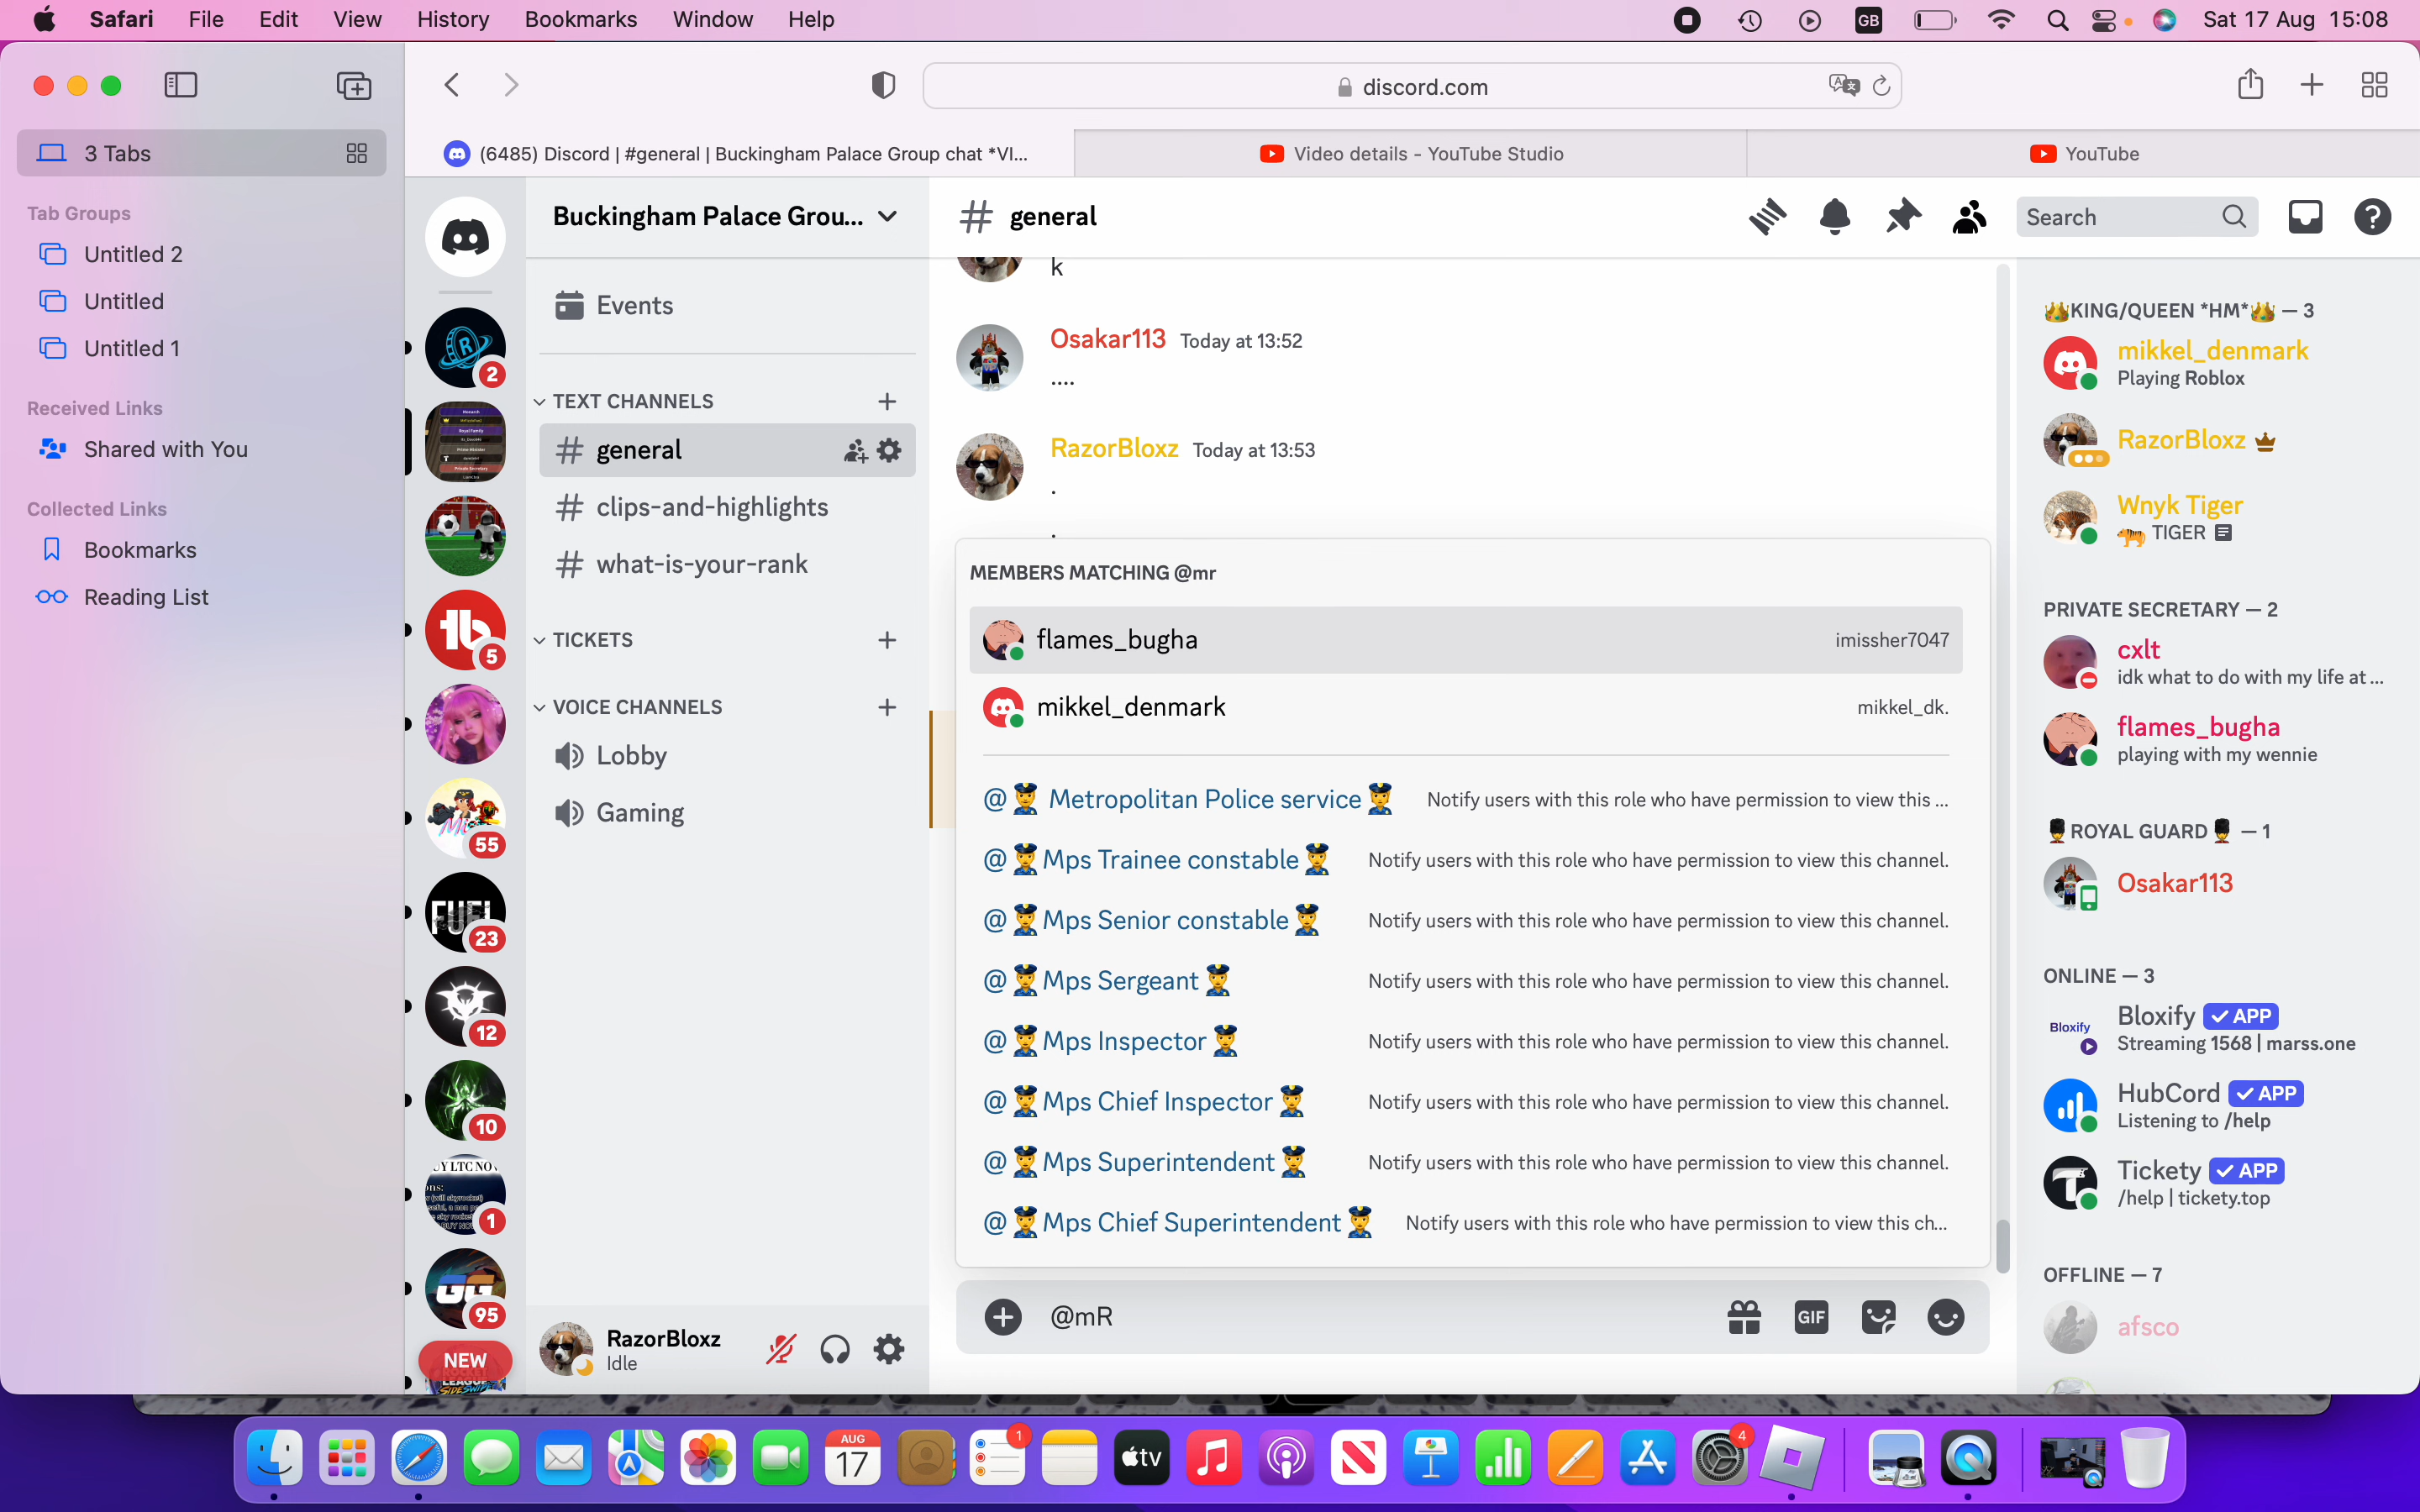 Safari File Edit View History Bookmarks Window Help
GB
Sat 17 Aug 15:08
discord.com
3 Tabs
(6485) Discord | #general | Buckingham Palace Group chat *VI...
Video details - YouTube Studio
YouTube
Tab Groups
Untitled 2
Untitled
Untitled 1
Received Links
Shared with You
Collected Links
Bookmarks
Reading List
2
5
55
FUEL
23
12
10
1
GG
95
NEW
Buckingham Palace Grou...
Events
TEXT CHANNELS
general
clips-and-highlights
what-is-your-rank
TICKETS
VOICE CHANNELS
Lobby
Gaming
RazorBloxz
Idle
# general
Search
k
Osakar113 Today at 13:52
....
RazorBloxz Today at 13:53
.
.
MEMBERS MATCHING @mr
flames_bugha imissher7047
mikkel_denmark mikkel_dk.
@👮 Metropolitan Police service👮 Notify users with this role who have permission to view this ...
@👮Mps Trainee constable👮 Notify users with this role who have permission to view this channel.
@👮Mps Senior constable👮 Notify users with this role who have permission to view this channel.
@👮Mps Sergeant👮 Notify users with this role who have permission to view this channel.
@👮Mps Inspector👮 Notify users with this role who have permission to view this channel.
@👮Mps Chief Inspector👮 Notify users with this role who have permission to view this channel.
@👮Mps Superintendent👮 Notify users with this role who have permission to view this channel.
@👮Mps Chief Superintendent👮 Notify users with this role who have permission to view this ch...
@mR
GIF
👑KING/QUEEN *HM*👑 — 3
mikkel_denmark
Playing Roblox
RazorBloxz
Wnyk Tiger
🐅 TIGER
PRIVATE SECRETARY — 2
cxlt
idk what to do with my life at ...
flames_bugha
playing with my wennie
💂ROYAL GUARD💂 — 1
Osakar113
ONLINE — 3
Bloxify
Bloxify ✓ APP
Streaming 1568 | marss.one
HubCord ✓ APP
Listening to /help
Tickety ✓ APP
/help | tickety.top
OFFLINE — 7
afsco
AUG
17
1
tv
4